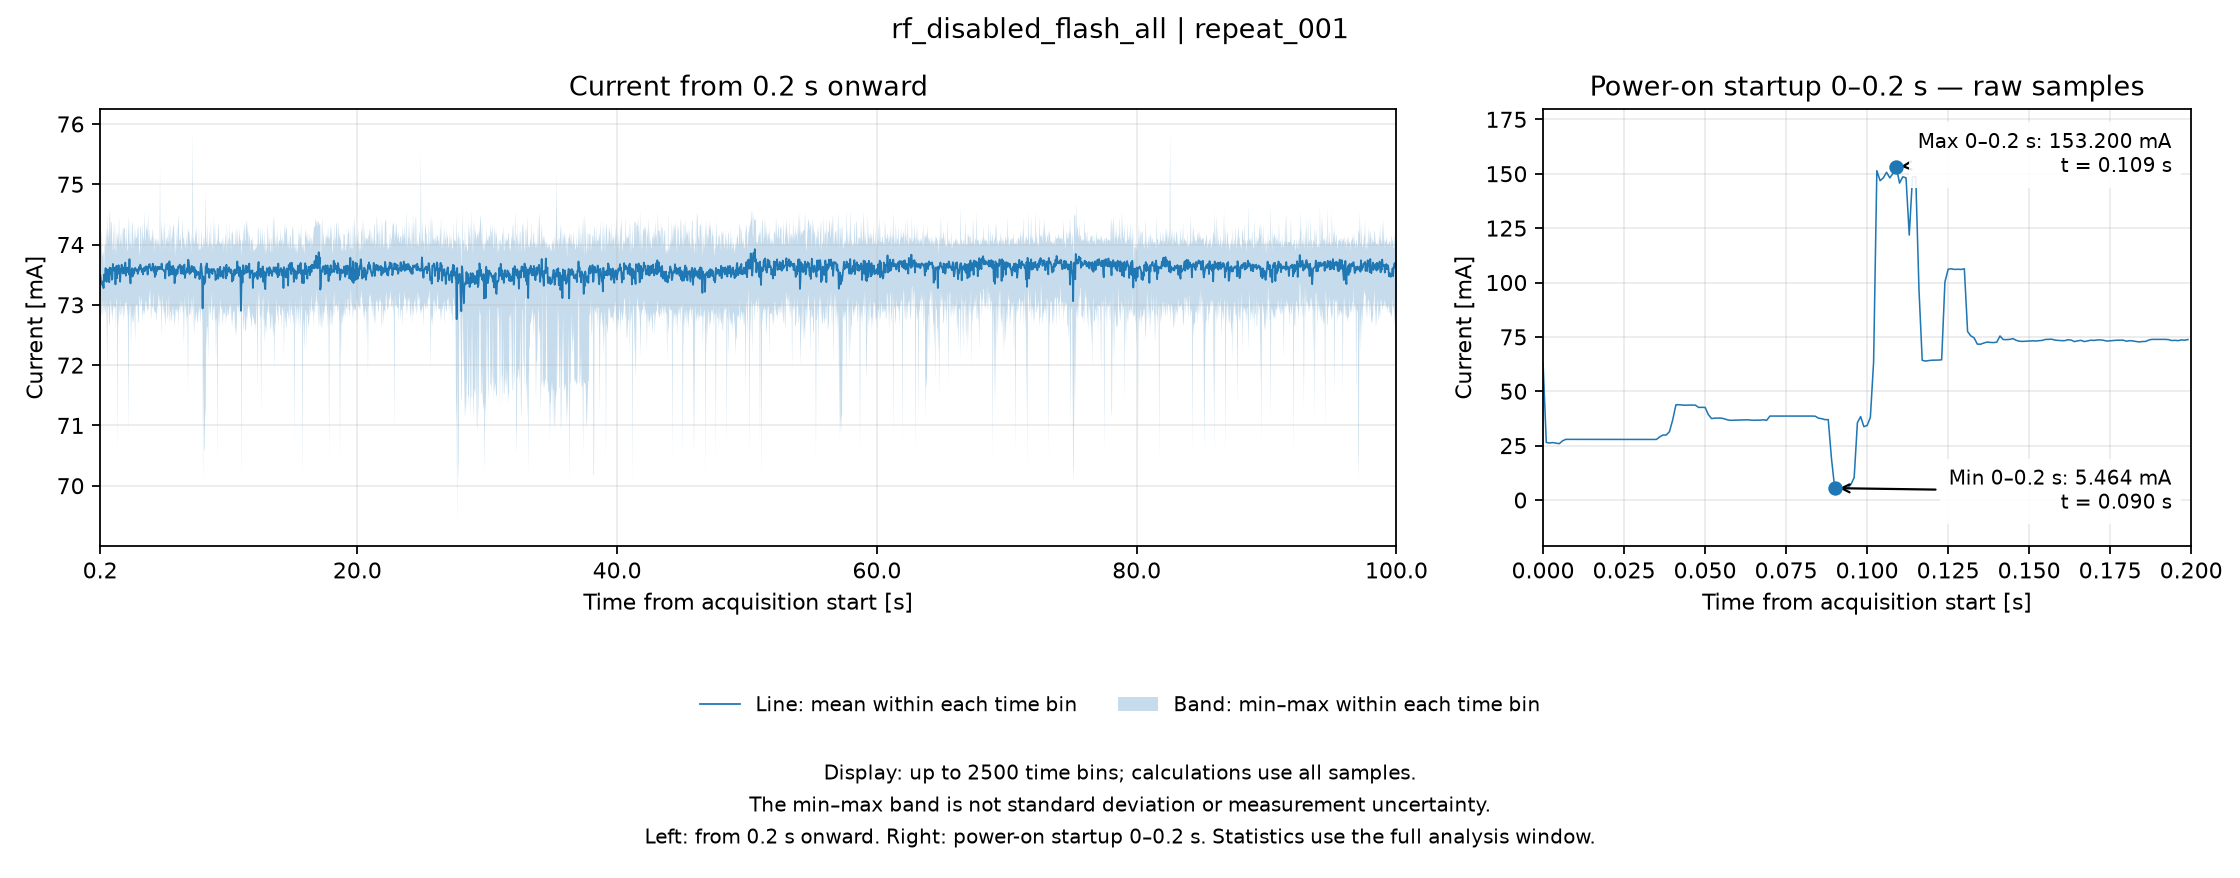 rf_disabled_flash_all | repeat_001
Current from 0.2 s onward
Current [mA]
76
75
74
73
72
71
70
0.2
20.0
40.0
60.0
80.0
100.0
Time from acquisition start [s]
Power-on startup 0–0.2 s — raw samples
Current [mA]
175
150
125
100
75
50
25
0
Max 0–0.2 s: 153.200 mA
t = 0.109 s
Min 0–0.2 s: 5.464 mA
t = 0.090 s
0.000
0.025
0.050
0.075
0.100
0.125
0.150
0.175
0.200
Time from acquisition start [s]
Line: mean within each time bin
Band: min–max within each time bin
Display: up to 2500 time bins; calculations use all samples.
The min–max band is not standard deviation or measurement uncertainty.
Left: from 0.2 s onward. Right: power-on startup 0–0.2 s. Statistics use the full analysis window.